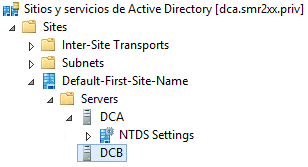 Sitios y servicios de Active Directory [dca.smr2xx.priv]
Sites
Inter-Site Transports
Subnets
Default-First-Site-Name
Servers
DCA
NTDS Settings
DCB